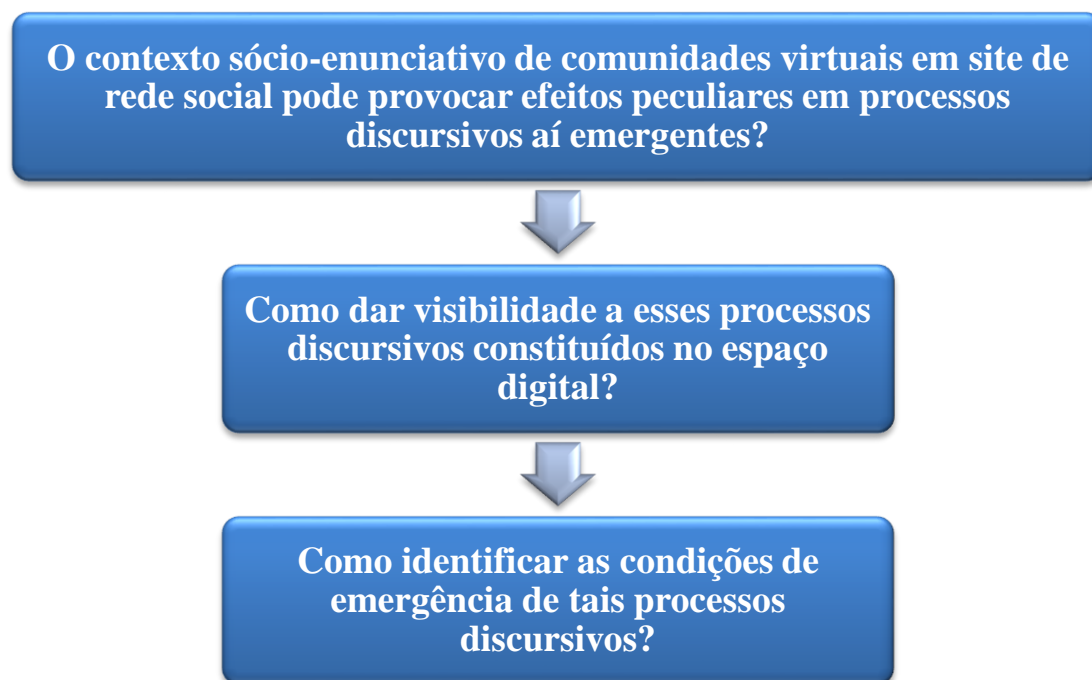 O contexto sócio-enunciativo de comunidades virtuais em site de
rede social pode provocar efeitos peculiares em processos
discursivos aí emergentes?
Como dar visibilidade a esses processos
discursivos constituídos no espaço
digital?
Como identificar as condições de
emergência de tais processos
discursivos?